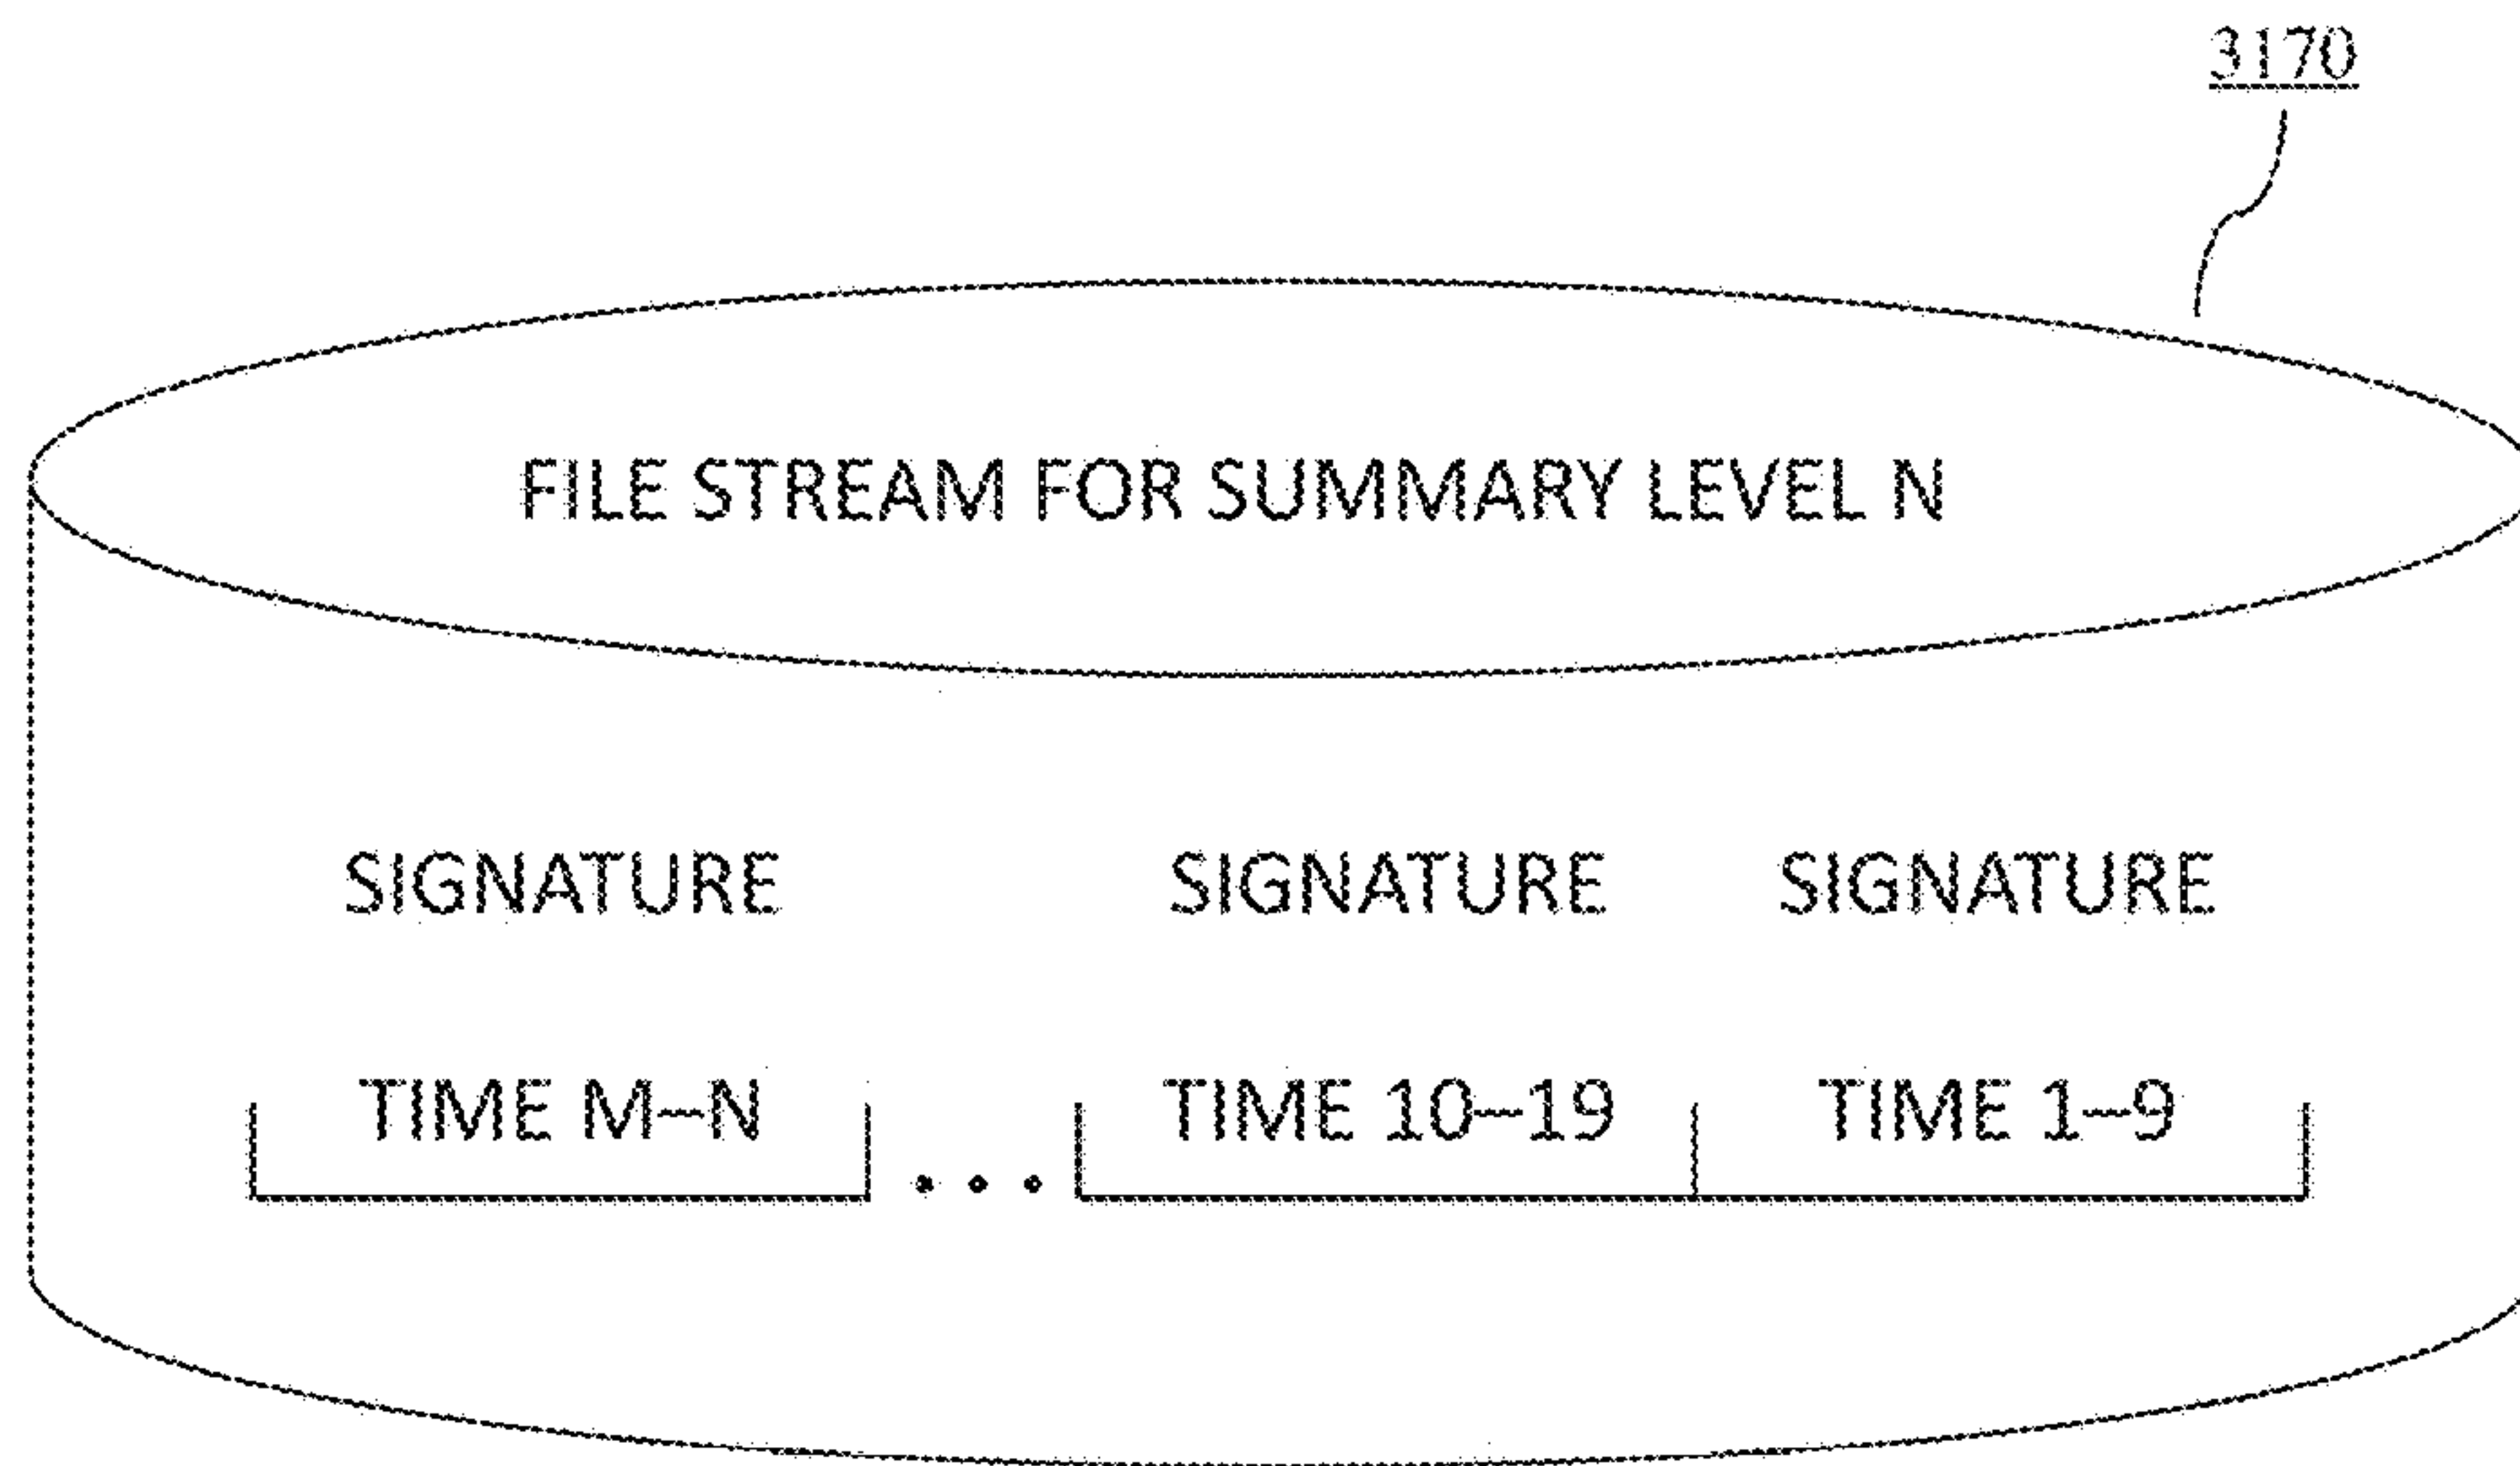 3170
FILE STREAM FOR SUMMARY LEVEL N
SIGNATURE SIGNATURE SIGNATURE
TIME M–N TIME 10–19 TIME 1–9